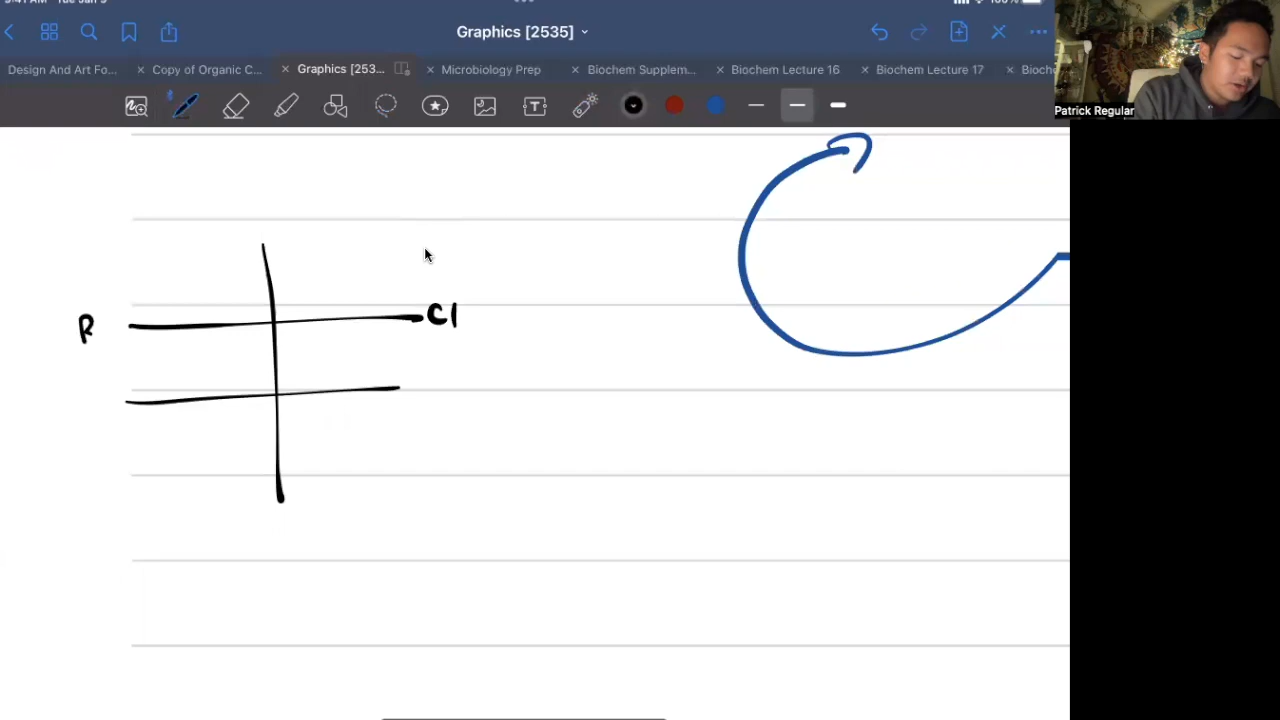 Graphics [2535]
Design And Art Fo... Copy of Organic C... Graphics [253... Microbiology Prep Biochem Supplem... Biochem Lecture 16 Biochem Lecture 17 Bioche
T
Patrick Regular
R Cl